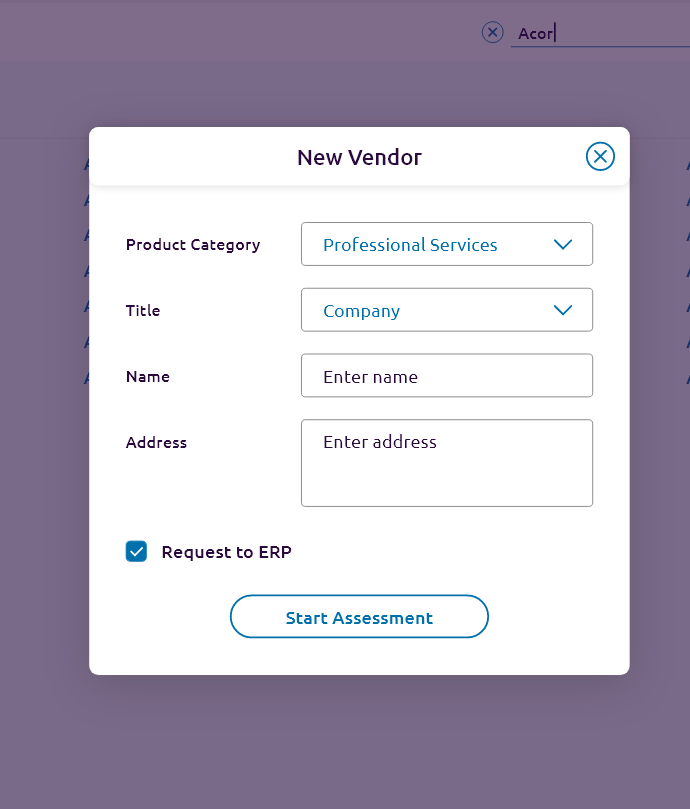 Acor
New Vendor
Product Category Professional Services
Title Company
Name Enter name
Address Enter address
Request to ERP
Start Assessment